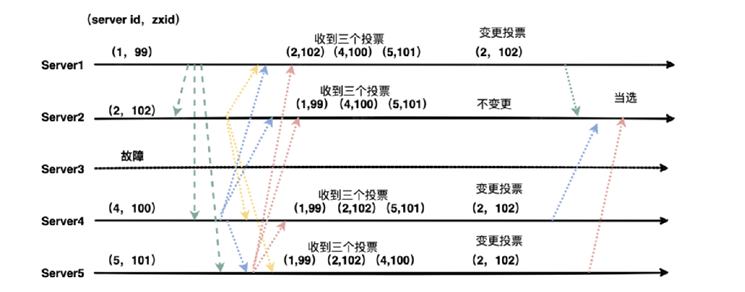 (server id, zxid)
收到三个投票
变更投票
(1, 99)
(2,102) (4,100) (5,101)
(2, 102)
Server1
收到三个投票
当选
(2, 102)
(1,99) (4,100) (5,101)
不变更
Server2
故障
Server3
收到三个投票
变更投票
(4, 100)
(1,99) (2,102) (5,101)
(2, 102)
Server4
收到三个投票
变更投票
(5, 101)
(1,99) (2,102) (4,100)
(2, 102)
Server5